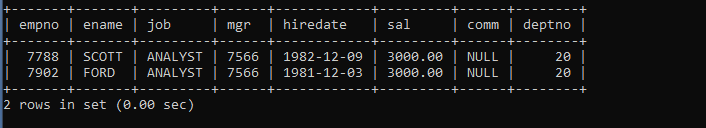 +-------+-------+---------+------+------------+---------+------+--------+
| empno | ename | job     | mgr  | hiredate   | sal     | comm | deptno |
+-------+-------+---------+------+------------+---------+------+--------+
|  7788 | SCOTT | ANALYST | 7566 | 1982-12-09 | 3000.00 | NULL |     20 |
|  7902 | FORD  | ANALYST | 7566 | 1981-12-03 | 3000.00 | NULL |     20 |
+-------+-------+---------+------+------------+---------+------+--------+
2 rows in set (0.00 sec)